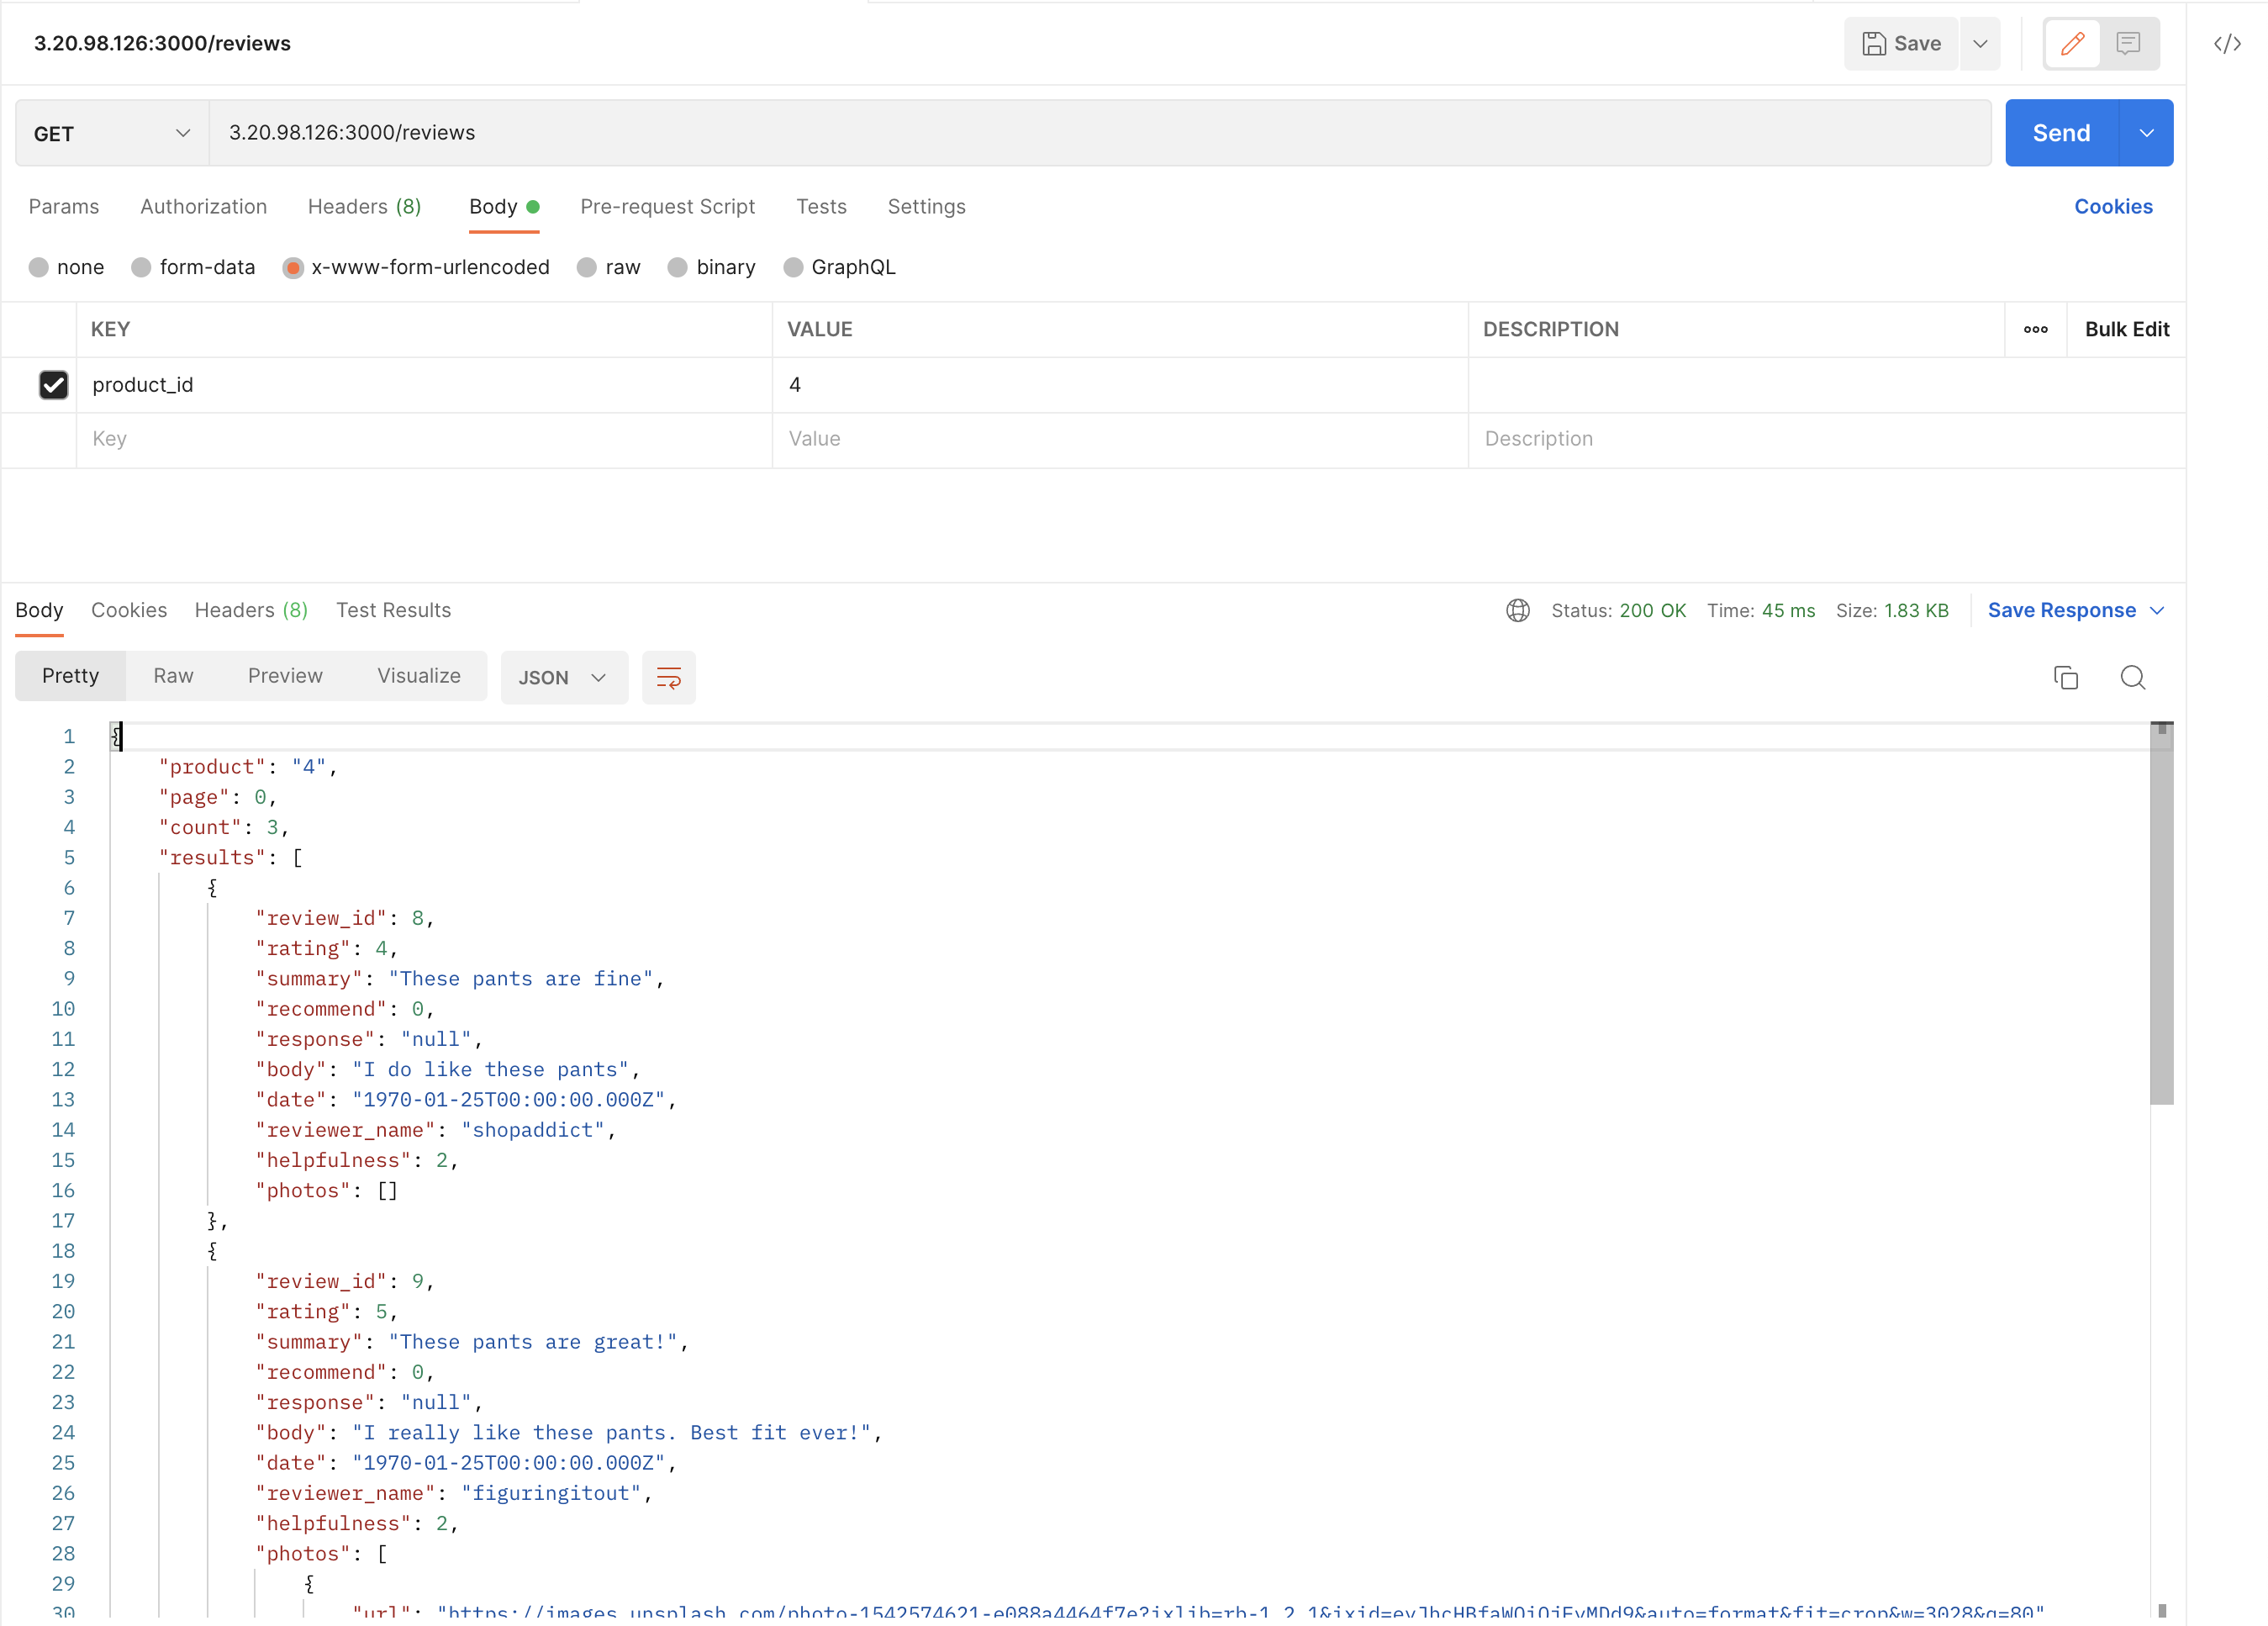 3.20.98.126:3000/reviews
Save
</>
GET
3.20.98.126:3000/reviews
Send
Params Authorization Headers (8) Body Pre-request Script Tests Settings Cookies
none form-data x-www-form-urlencoded raw binary GraphQL
KEY VALUE DESCRIPTION ooo Bulk Edit
product_id 4
Key Value Description
Body Cookies Headers (8) Test Results Status: 200 OK Time: 45 ms Size: 1.83 KB Save Response
Pretty Raw Preview Visualize JSON
1 {
2 "product": "4",
3 "page": 0,
4 "count": 3,
5 "results": [
6 {
7 "review_id": 8,
8 "rating": 4,
9 "summary": "These pants are fine",
10 "recommend": 0,
11 "response": "null",
12 "body": "I do like these pants",
13 "date": "1970-01-25T00:00:00.000Z",
14 "reviewer_name": "shopaddict",
15 "helpfulness": 2,
16 "photos": []
17 },
18 {
19 "review_id": 9,
20 "rating": 5,
21 "summary": "These pants are great!",
22 "recommend": 0,
23 "response": "null",
24 "body": "I really like these pants. Best fit ever!",
25 "date": "1970-01-25T00:00:00.000Z",
26 "reviewer_name": "figuringitout",
27 "helpfulness": 2,
28 "photos": [
29 {
30 "url": "https://images.unsplash.com/photo-1542574621-e088a4464f7e?ixlib=rb-1.2.1&ixid=eyJhcHBfaWQiOjEyMDd9&auto=format&fit=crop&w=3028&q=80"